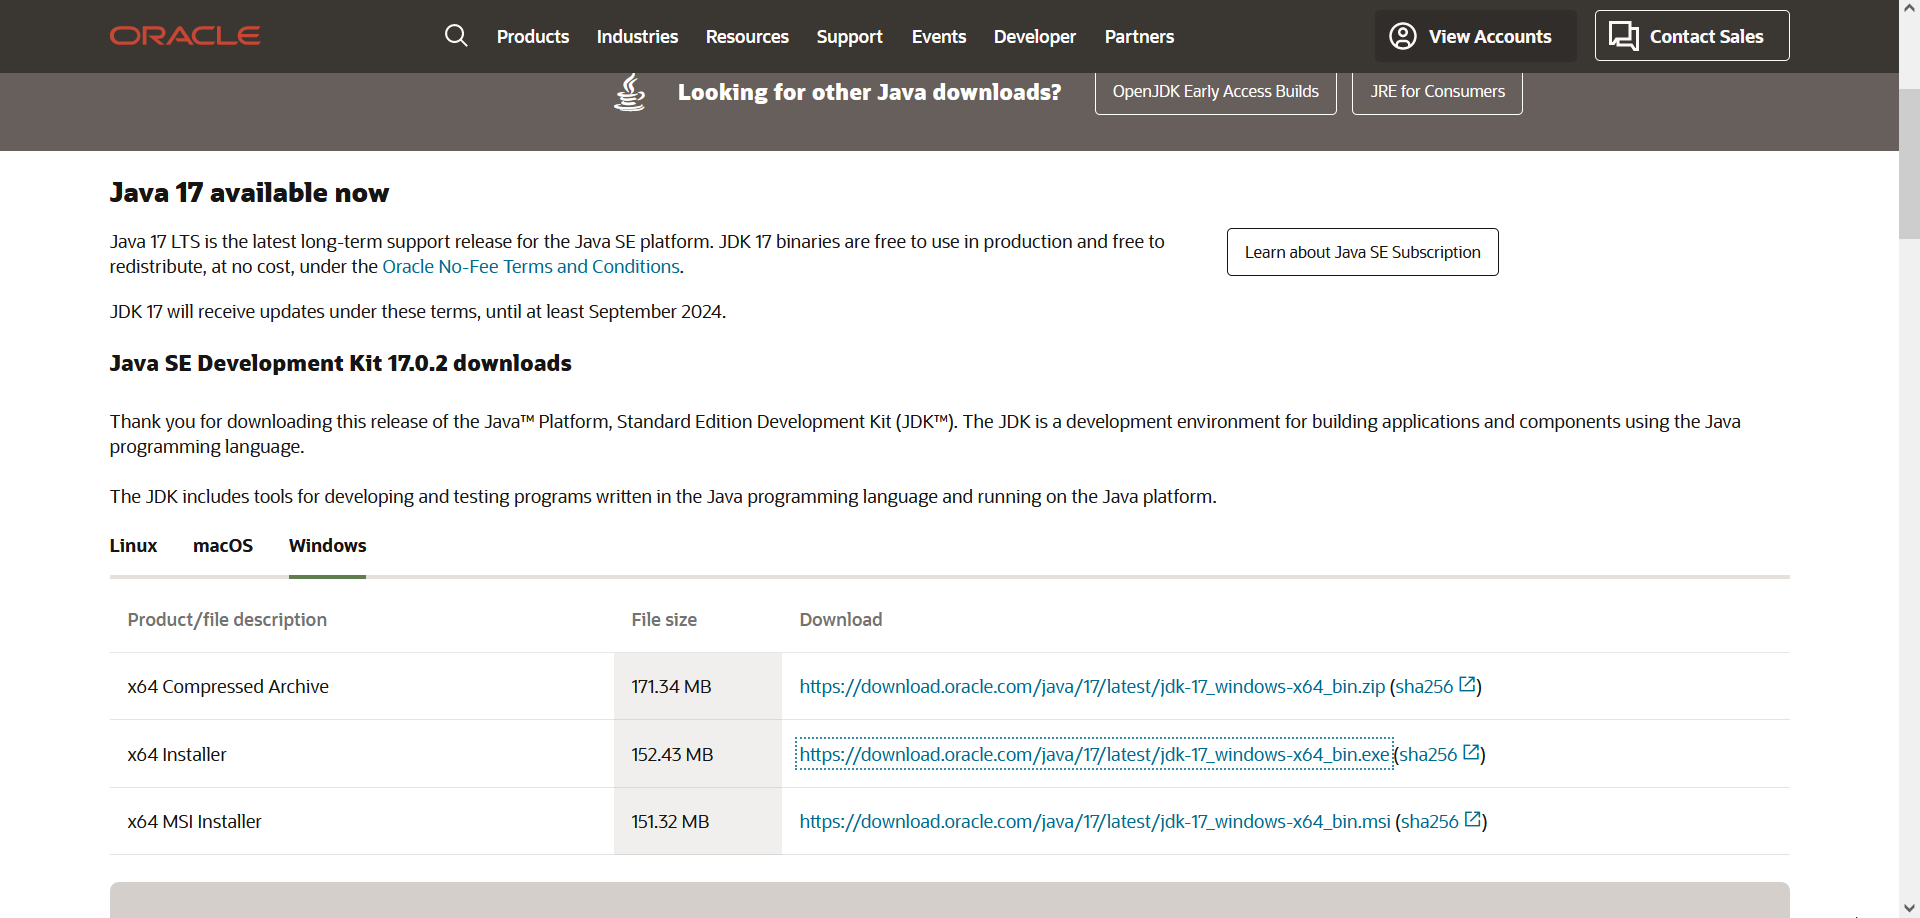 ORACLE
Products Industries Resources Support Events Developer Partners
View Accounts
Contact Sales
Looking for other Java downloads?
OpenJDK Early Access Builds
JRE for Consumers
Java 17 available now
Java 17 LTS is the latest long-term support release for the Java SE platform. JDK 17 binaries are free to use in production and free to
redistribute, at no cost, under the Oracle No-Fee Terms and Conditions.
Learn about Java SE Subscription
JDK 17 will receive updates under these terms, until at least September 2024.
Java SE Development Kit 17.0.2 downloads
Thank you for downloading this release of the Java™ Platform, Standard Edition Development Kit (JDK™). The JDK is a development environment for building applications and components using the Java
programming language.
The JDK includes tools for developing and testing programs written in the Java programming language and running on the Java platform.
Linux macOS Windows
Product/file description File size Download
x64 Compressed Archive 171.34 MB https://download.oracle.com/java/17/latest/jdk-17_windows-x64_bin.zip (sha256)
x64 Installer 152.43 MB https://download.oracle.com/java/17/latest/jdk-17_windows-x64_bin.exe (sha256)
x64 MSI Installer 151.32 MB https://download.oracle.com/java/17/latest/jdk-17_windows-x64_bin.msi (sha256)